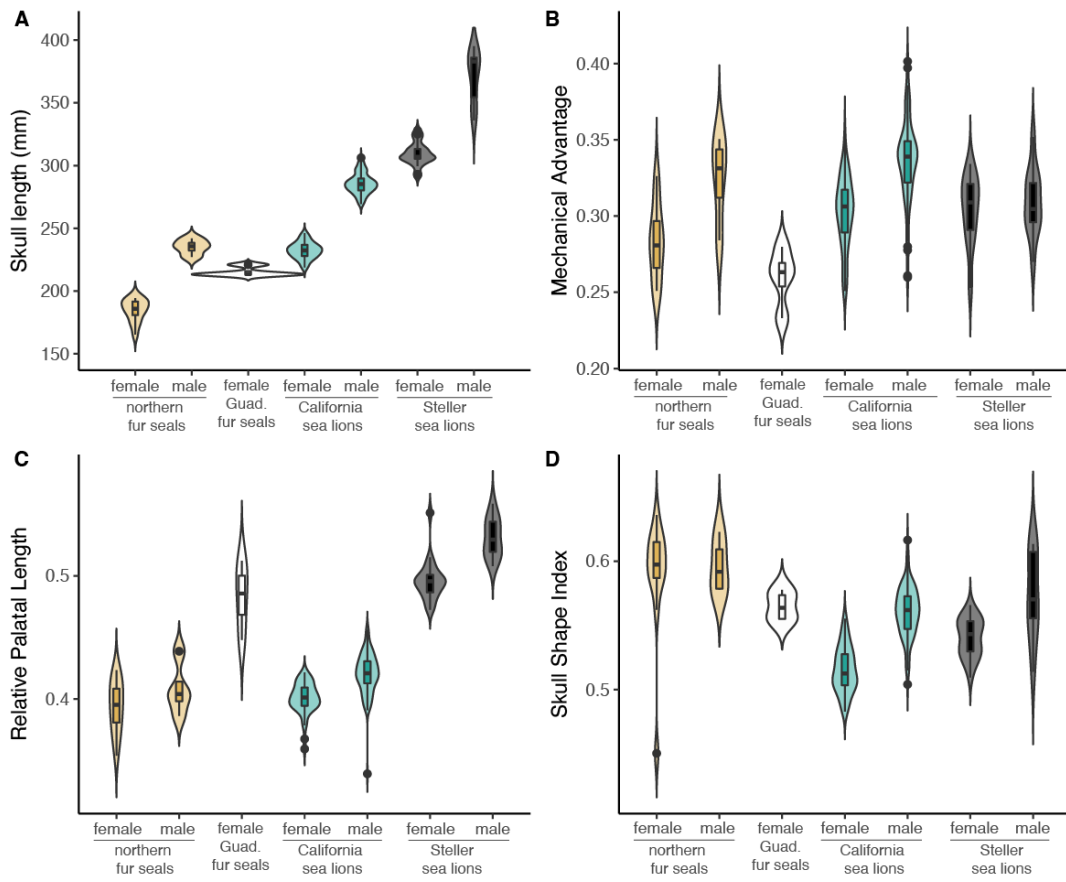 A
Skull length (mm)
400
350
300
250
200
150
female male female female male female male
northern fur seals
Guad. fur seals
California sea lions
Steller sea lions
B
Mechanical Advantage
0.40
0.35
0.30
0.25
0.20
female male female female male female male
northern fur seals
Guad. fur seals
California sea lions
Steller sea lions
C
Relative Palatal Length
0.5
0.4
female male female female male female male
northern fur seals
Guad. fur seals
California sea lions
Steller sea lions
D
Skull Shape Index
0.6
0.5
female male female female male female male
northern fur seals
Guad. fur seals
California sea lions
Steller sea lions